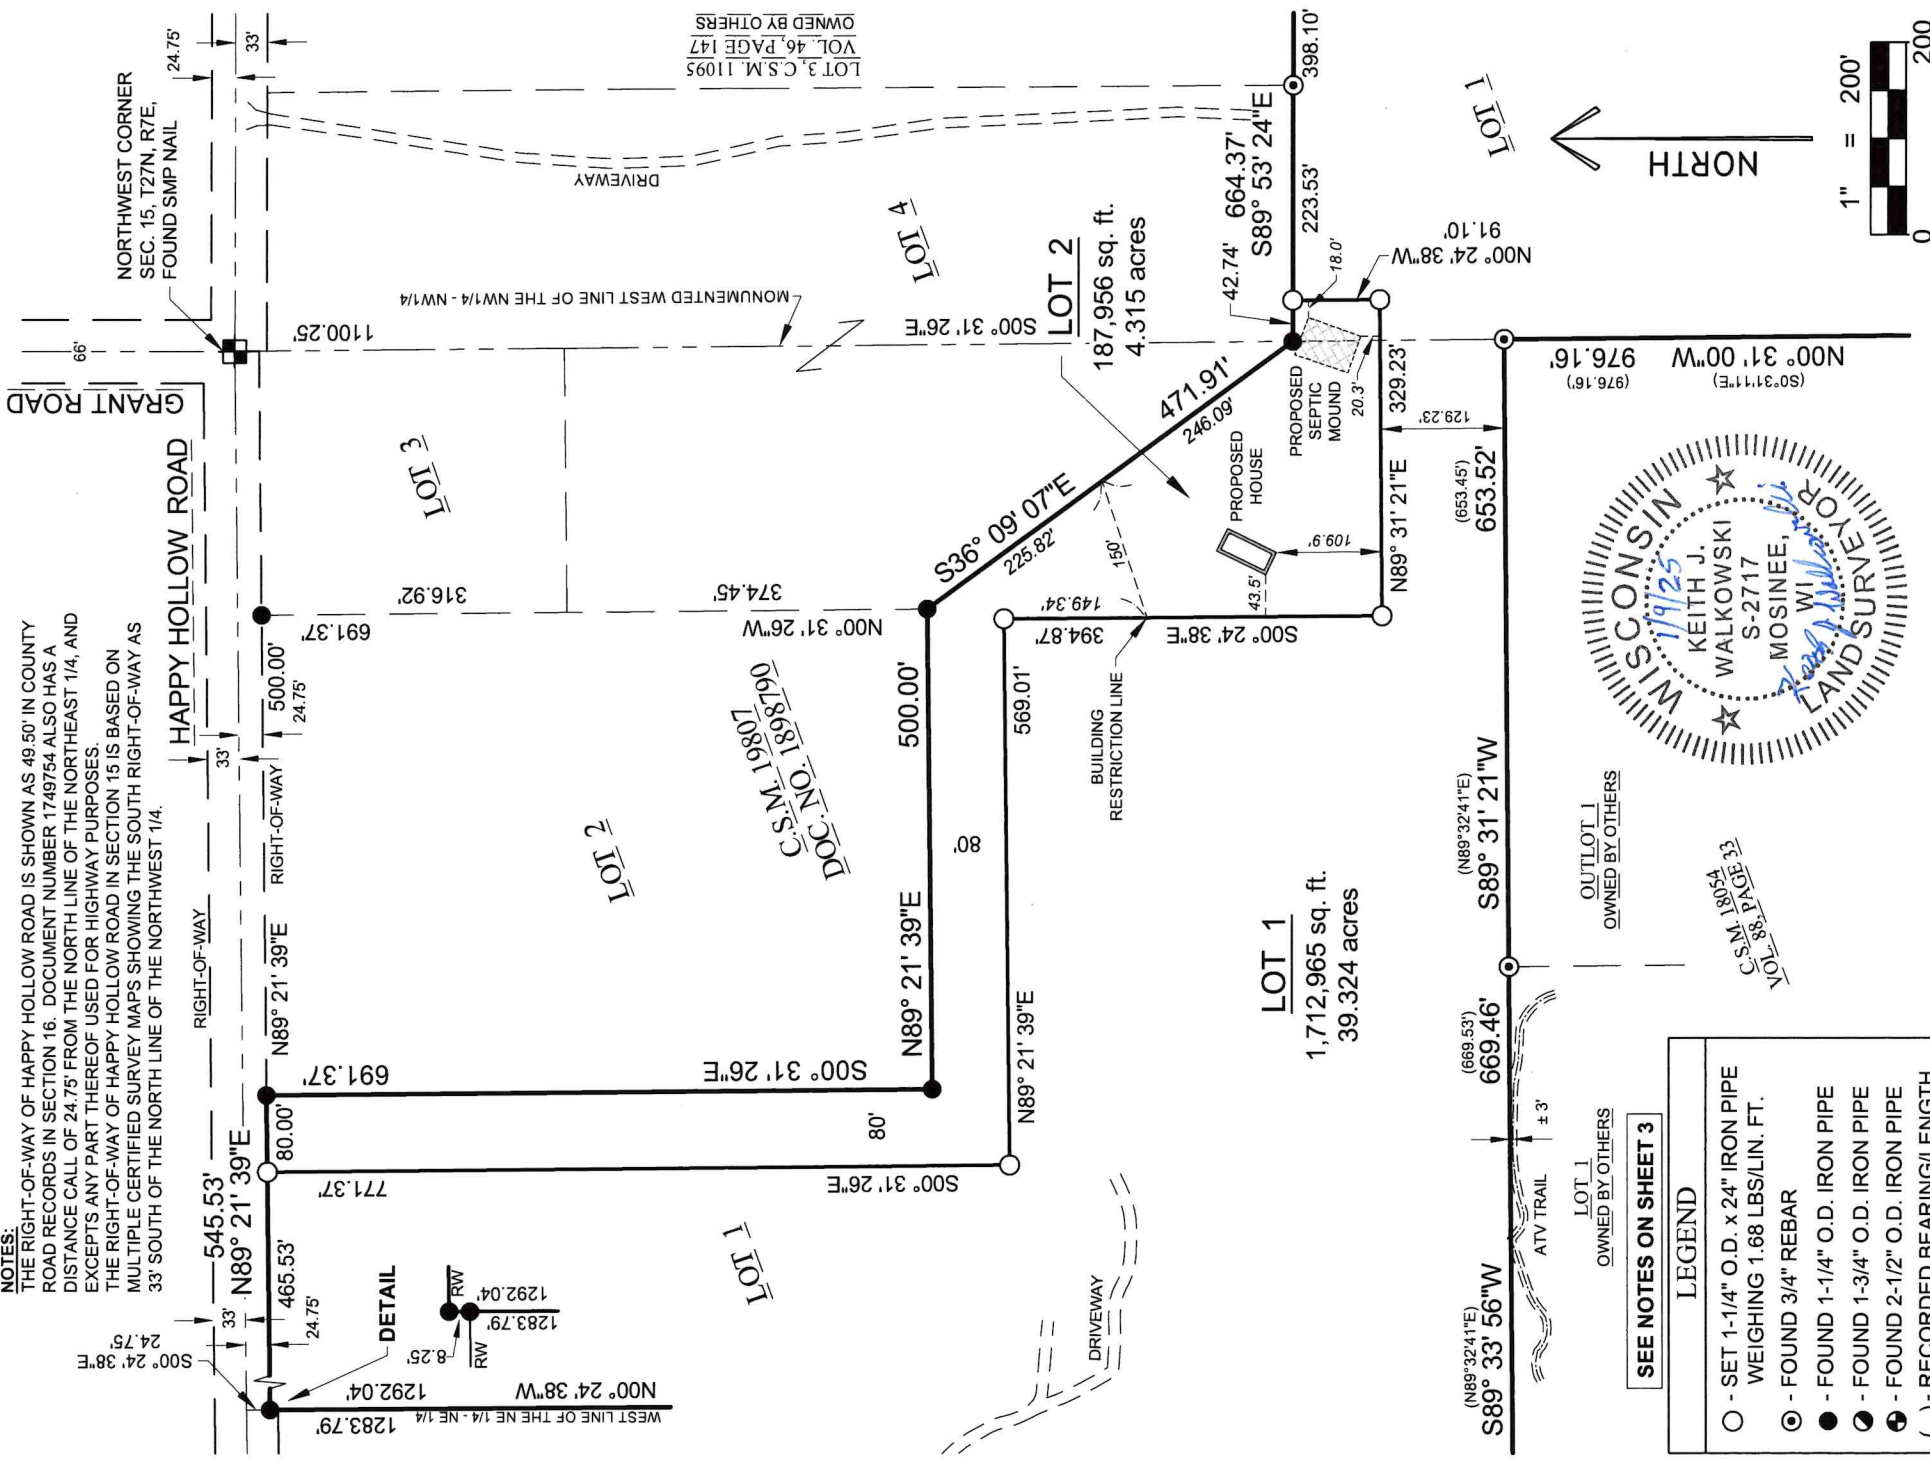 NOTES:
THE RIGHT-OF-WAY OF HAPPY HOLLOW ROAD IS SHOWN AS 49.50' IN COUNTY
ROAD RECORDS IN SECTION 16. DOCUMENT NUMBER 1749754 ALSO HAS A
DISTANCE CALL OF 24.75' FROM THE NORTH LINE OF THE NORTHEAST 1/4, AND
EXCEPTS ANY PART THEREOF USED FOR HIGHWAY PURPOSES.
THE RIGHT-OF-WAY OF HAPPY HOLLOW ROAD IN SECTION 15 IS BASED ON
MULTIPLE CERTIFIED SURVEY MAPS SHOWING THE SOUTH RIGHT-OF-WAY AS
33' SOUTH OF THE NORTH LINE OF THE NORTHWEST 1/4.
GRANT ROAD
66'
NORTHWEST CORNER
SEC. 15, T27N, R7E,
FOUND SMP NAIL
24.75'
33'
HAPPY HOLLOW ROAD
RIGHT-OF-WAY
RIGHT-OF-WAY
33'
24.75'
500.00'
N89° 21' 39"E
S00° 24' 38"E
24.75'
33'
545.53'
N89° 21' 39"E
465.53'
80.00'
24.75'
DETAIL
RW
RW
8.25'
1283.79'
1292.04'
1283.79'
1292.04'
N00° 24' 38"W
WEST LINE OF THE NE 1/4 - NE 1/4
771.37'
S00° 31' 26"E
691.37'
S00° 31' 26"E
80'
LOT 1
LOT 2
C.S.M. 19807
DOC. NO. 1898790
LOT 3
691.37'
316.92'
374.45'
N00° 31' 26"W
1100.25'
S00° 31' 26"E
MONUMENTED WEST LINE OF THE NW1/4 - NW1/4
LOT 4
DRIVEWAY
LOT 3, C.S.M. 11095
VOL. 46, PAGE 147
OWNED BY OTHERS
N89° 21' 39"E
500.00'
80'
N89° 21' 39"E
569.01'
S36° 09' 07"E
471.91'
225.82'
246.09'
LOT 2
187,956 sq. ft.
4.315 acres
42.74'
664.37'
S89° 53' 24"E
223.53'
398.10'
18.0'
N00° 24' 38"W
91.10'
PROPOSED
SEPTIC
MOUND
20.3'
PROPOSED
HOUSE
150'
149.34'
394.87'
S00° 24' 38"E
43.5'
109.9'
BUILDING
RESTRICTION LINE
N89° 31' 21"E
329.23'
129.23'
LOT 1
1,712,965 sq. ft.
39.324 acres
DRIVEWAY
LOT 1
NORTH
1" = 200'
0
200
(976.16')
976.16'
N00° 31' 00"W
(S0°31'11"E)
(N89°32'41"E)
S89° 33' 56"W
(669.53')
669.46'
(N89°32'41"E)
S89° 31' 21"W
(653.45')
653.52'
± 3'
ATV TRAIL
LOT 1
OWNED BY OTHERS
OUTLOT 1
OWNED BY OTHERS
C.S.M. 18054
VOL. 88, PAGE 33
WISCONSIN
1/9/25
KEITH J.
WALKOWSKI
S-2717
MOSINEE,
WI
LAND SURVEYOR
SEE NOTES ON SHEET 3
LEGEND
- SET 1-1/4" O.D. x 24" IRON PIPE
WEIGHING 1.68 LBS/LIN. FT.
- FOUND 3/4" REBAR
- FOUND 1-1/4" O.D. IRON PIPE
- FOUND 1-3/4" O.D. IRON PIPE
- FOUND 2-1/2" O.D. IRON PIPE
( ) - RECORDED BEARING/LENGTH